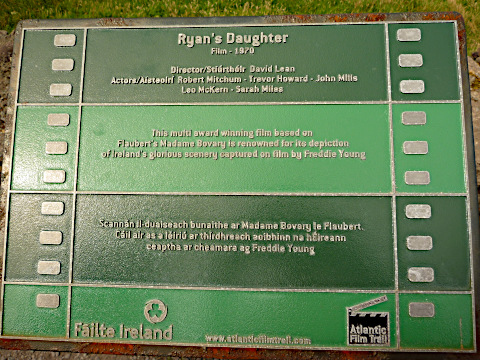 Ryan's Daughter
Film - 1970
Director/Stiúrthóir David Lean
Actors/Aisteoirí Robert Mitchum - Trevor Howard - John Mills
Leo McKern - Sarah Miles
This multi award winning film based on
Flaubert's Madame Bovary is renowned for its depiction
of Ireland's glorious scenery captured on film by Freddie Young
Scannán il-duaiseach bunaithe ar Madame Bovary le Flaubert.
Cáil air as a léiriú ar thírdhreach aoibhinn na hÉireann
ceaptha ar cheamara ag Freddie Young
Fáilte Ireland
www.atlanticfilmtrail.com
Atlantic
Film Trail